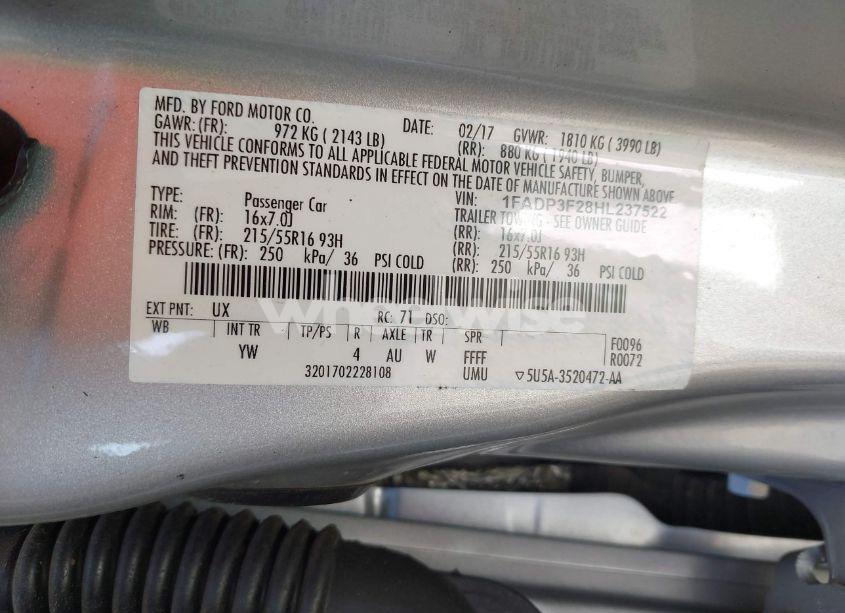 MFD. BY FORD MOTOR CO. DATE: 02/17 GVWR: 1810 KG ( 3990 LB)
GAWR: (FR): 972 KG ( 2143 LB) (RR): 880 KG ( 1940 LB)
THIS VEHICLE CONFORMS TO ALL APPLICABLE FEDERAL MOTOR VEHICLE SAFETY, BUMPER,
AND THEFT PREVENTION STANDARDS IN EFFECT ON THE DATE OF MANUFACTURE SHOWN ABOVE
VIN: 1FADP3F28HL237522
TYPE: Passenger Car TRAILER TOWING - SEE OWNER GUIDE
RIM: (FR): 16x7.0J (RR): 16x7.0J
TIRE: (FR): 215/55R16 93H (RR): 215/55R16 93H
PRESSURE: (FR): 250 kPa/ 36 PSI COLD (RR): 250 kPa/ 36 PSI COLD
EXT PNT: UX RC: 71 DSO:
WB INT TR TP/PS R AXLE TR SPR F0096
YW 4 AU W FFFF R0072
3201702228108 UMU ▽5U5A-3520472-AA
wheelwise